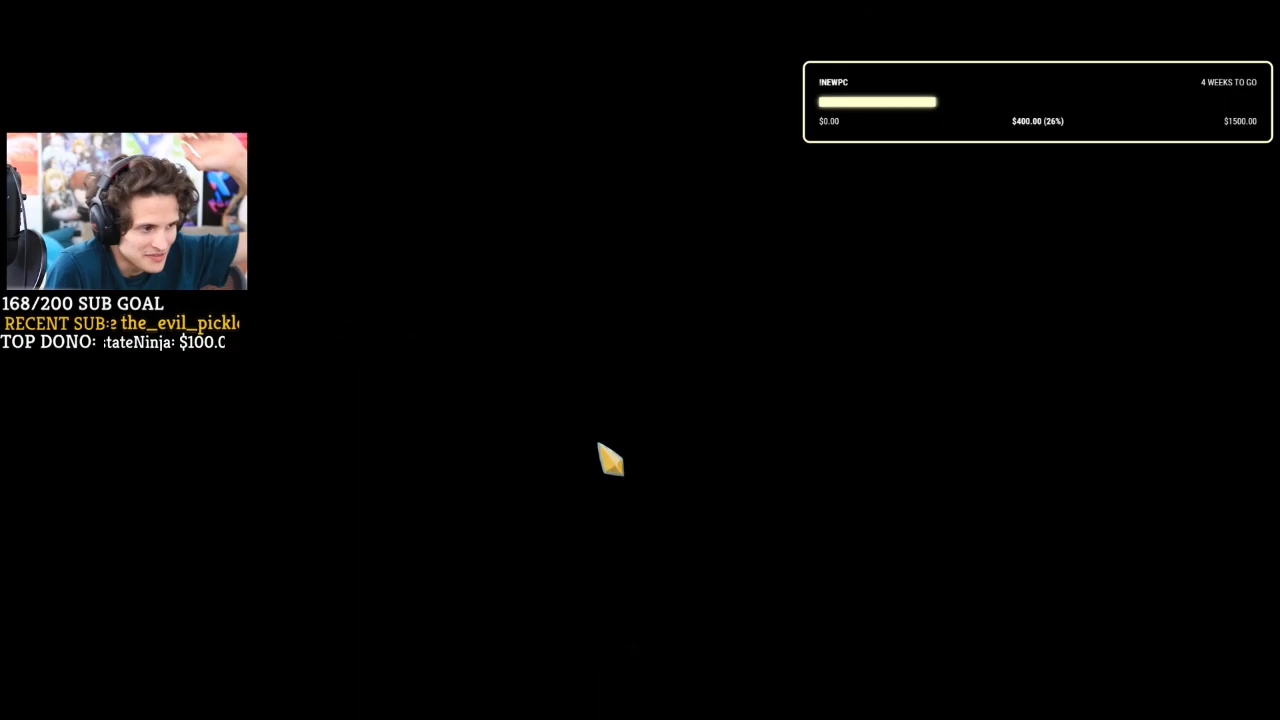 !NEWPC
4 WEEKS TO GO
$0.00
$400.00 (26%)
$1500.00
168/200 SUB GOAL
RECENT SUB: the_evil_pickl
TOP DONO: tateNinja: $100.0